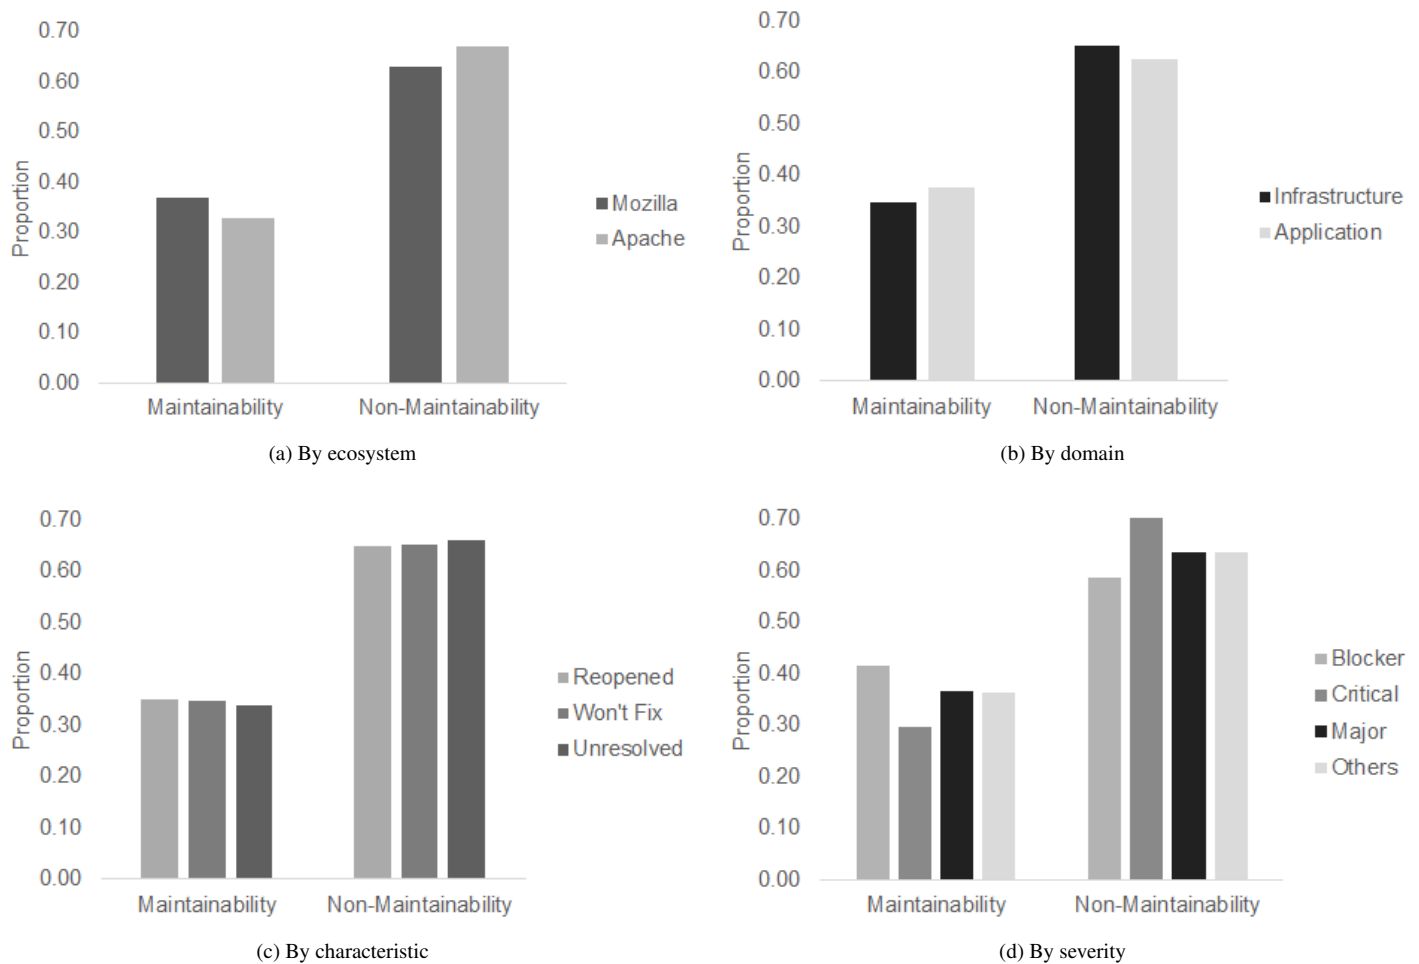 0.70
0.60
0.50
0.40
0.30
0.20
0.10
0.00
Proportion
Maintainability
Non-Maintainability
Mozilla
Apache
(a) By ecosystem
0.70
0.60
0.50
0.40
0.30
0.20
0.10
0.00
Proportion
Maintainability
Non-Maintainability
Infrastructure
Application
(b) By domain
0.70
0.60
0.50
0.40
0.30
0.20
0.10
0.00
Proportion
Maintainability
Non-Maintainability
Reopened
Won't Fix
Unresolved
(c) By characteristic
0.70
0.60
0.50
0.40
0.30
0.20
0.10
0.00
Proportion
Maintainability
Non-Maintainability
Blocker
Critical
Major
Others
(d) By severity